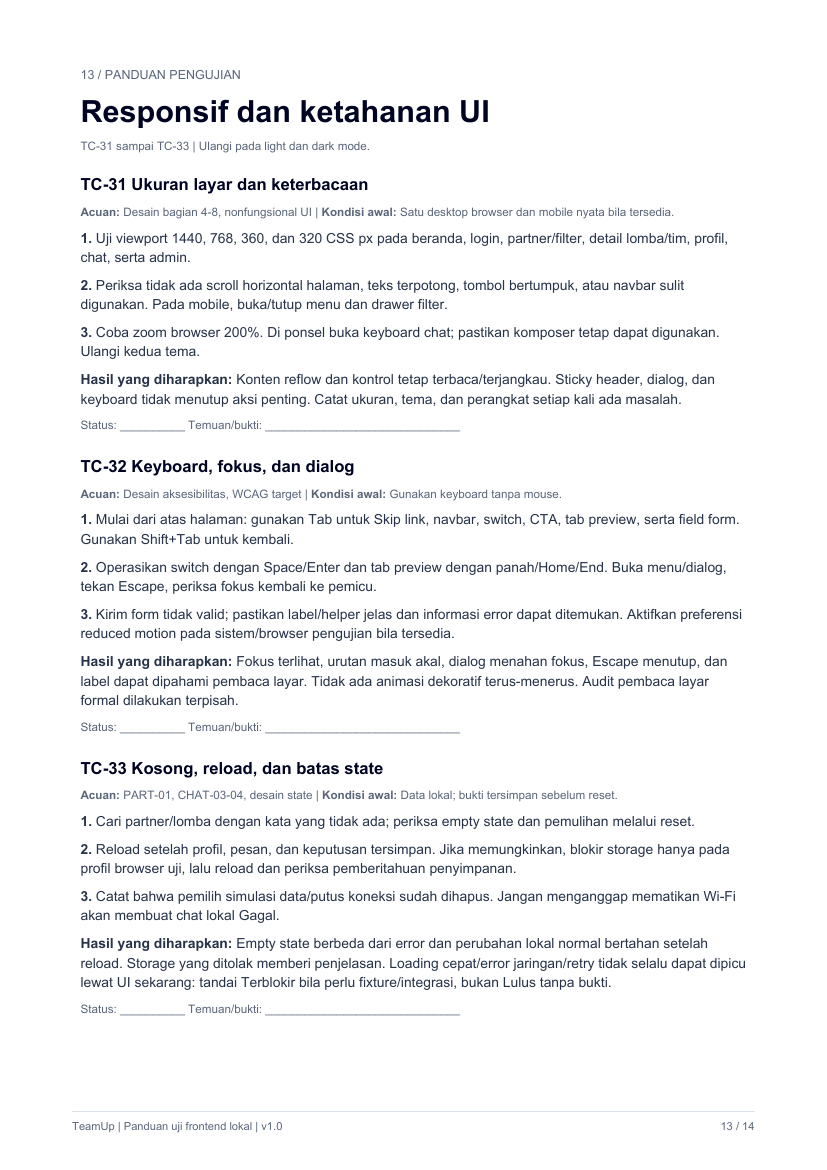 13 / PANDUAN PENGUJIAN
Responsif dan ketahanan UI
TC-31 sampai TC-33 | Ulangi pada light dan dark mode.
TC-31 Ukuran layar dan keterbacaan
Acuan: Desain bagian 4-8, nonfungsional UI | Kondisi awal: Satu desktop browser dan mobile nyata bila tersedia.
1. Uji viewport 1440, 768, 360, dan 320 CSS px pada beranda, login, partner/filter, detail lomba/tim, profil,
chat, serta admin.
2. Periksa tidak ada scroll horizontal halaman, teks terpotong, tombol bertumpuk, atau navbar sulit
digunakan. Pada mobile, buka/tutup menu dan drawer filter.
3. Coba zoom browser 200%. Di ponsel buka keyboard chat; pastikan komposer tetap dapat digunakan.
Ulangi kedua tema.
Hasil yang diharapkan: Konten reflow dan kontrol tetap terbaca/terjangkau. Sticky header, dialog, dan
keyboard tidak menutup aksi penting. Catat ukuran, tema, dan perangkat setiap kali ada masalah.
Status: __________ Temuan/bukti: ______________________________
TC-32 Keyboard, fokus, dan dialog
Acuan: Desain aksesibilitas, WCAG target | Kondisi awal: Gunakan keyboard tanpa mouse.
1. Mulai dari atas halaman: gunakan Tab untuk Skip link, navbar, switch, CTA, tab preview, serta field form.
Gunakan Shift+Tab untuk kembali.
2. Operasikan switch dengan Space/Enter dan tab preview dengan panah/Home/End. Buka menu/dialog,
tekan Escape, periksa fokus kembali ke pemicu.
3. Kirim form tidak valid; pastikan label/helper jelas dan informasi error dapat ditemukan. Aktifkan preferensi
reduced motion pada sistem/browser pengujian bila tersedia.
Hasil yang diharapkan: Fokus terlihat, urutan masuk akal, dialog menahan fokus, Escape menutup, dan
label dapat dipahami pembaca layar. Tidak ada animasi dekoratif terus-menerus. Audit pembaca layar
formal dilakukan terpisah.
Status: __________ Temuan/bukti: ______________________________
TC-33 Kosong, reload, dan batas state
Acuan: PART-01, CHAT-03-04, desain state | Kondisi awal: Data lokal; bukti tersimpan sebelum reset.
1. Cari partner/lomba dengan kata yang tidak ada; periksa empty state dan pemulihan melalui reset.
2. Reload setelah profil, pesan, dan keputusan tersimpan. Jika memungkinkan, blokir storage hanya pada
profil browser uji, lalu reload dan periksa pemberitahuan penyimpanan.
3. Catat bahwa pemilih simulasi data/putus koneksi sudah dihapus. Jangan menganggap mematikan Wi-Fi
akan membuat chat lokal Gagal.
Hasil yang diharapkan: Empty state berbeda dari error dan perubahan lokal normal bertahan setelah
reload. Storage yang ditolak memberi penjelasan. Loading cepat/error jaringan/retry tidak selalu dapat dipicu
lewat UI sekarang: tandai Terblokir bila perlu fixture/integrasi, bukan Lulus tanpa bukti.
Status: __________ Temuan/bukti: ______________________________
TeamUp | Panduan uji frontend lokal | v1.0
13 / 14